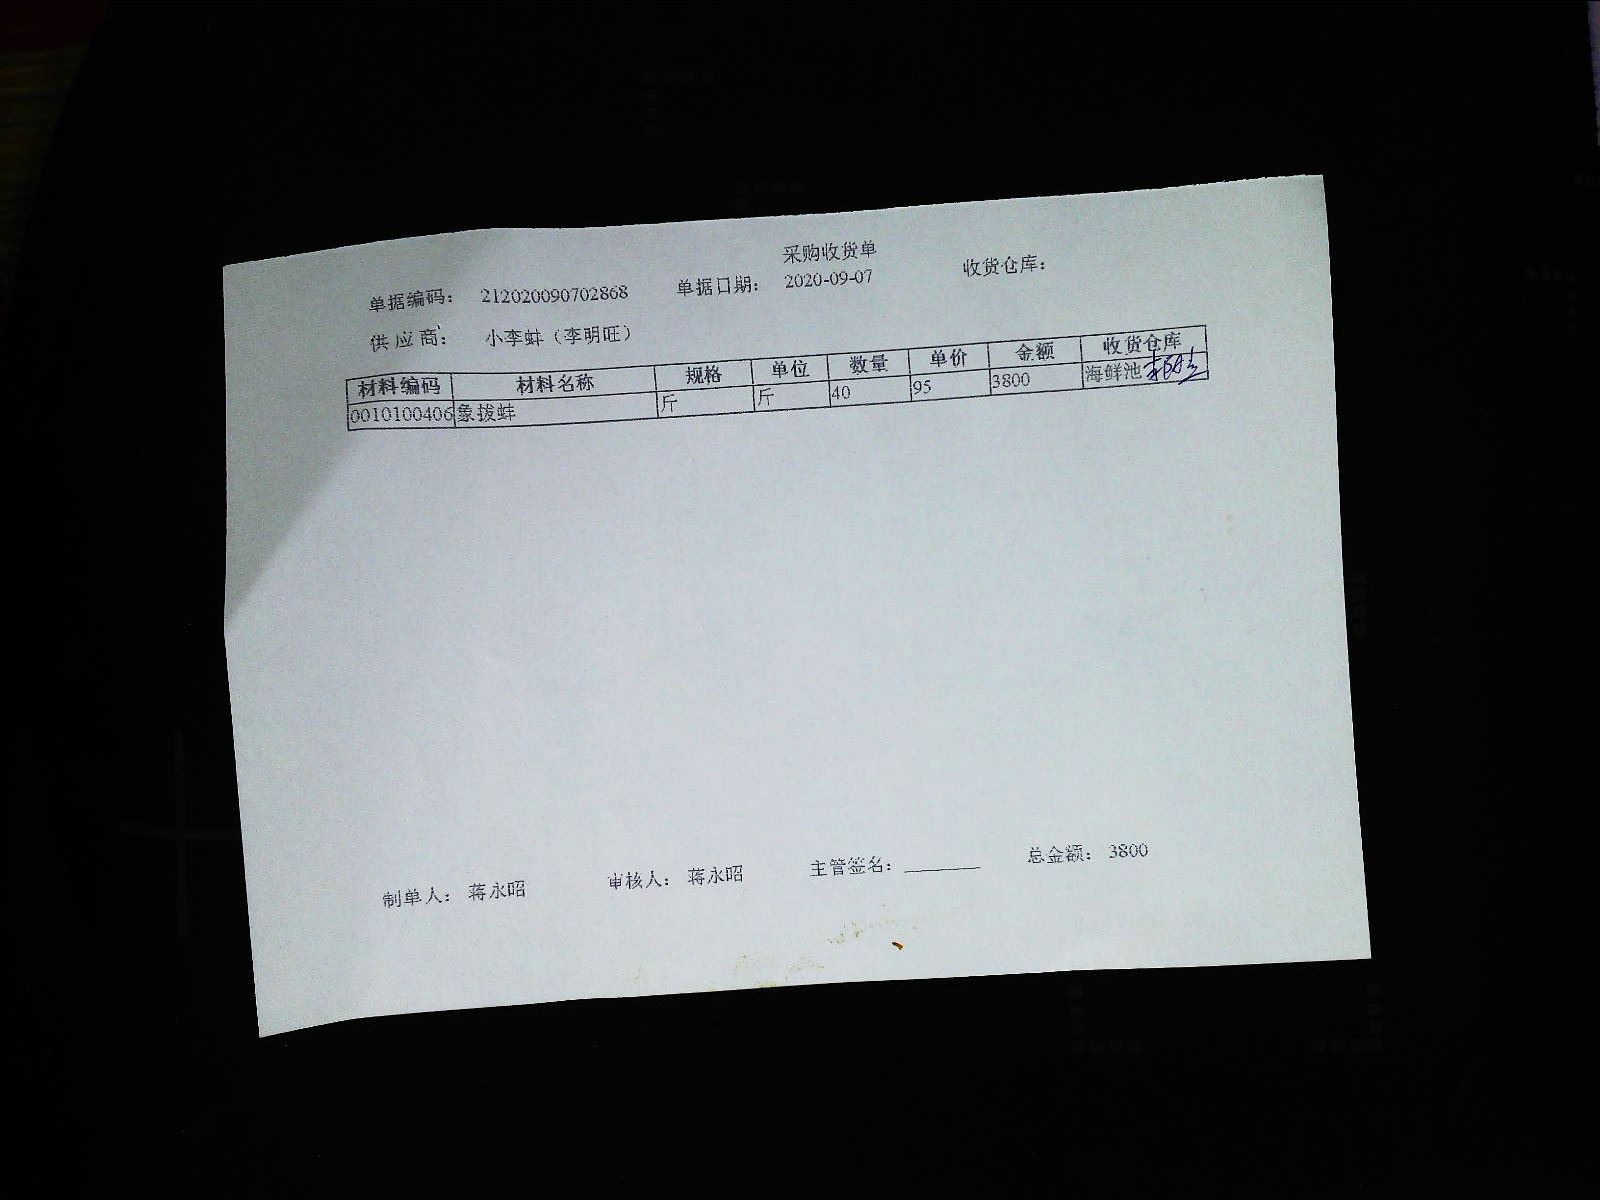 采购收货单
单据编码： 212020090702868 单据日期： 2020-09-07 收货仓库：
供应商： 小李蚌（李明旺）
材料编码 材料名称 规格 单位 数量 单价 金额 收货仓库
0010100406 象拔蚌 斤 斤 40 95 3800 海鲜池
制单人： 蒋永昭 审核人： 蒋永昭 主管签名：________ 总金额： 3800